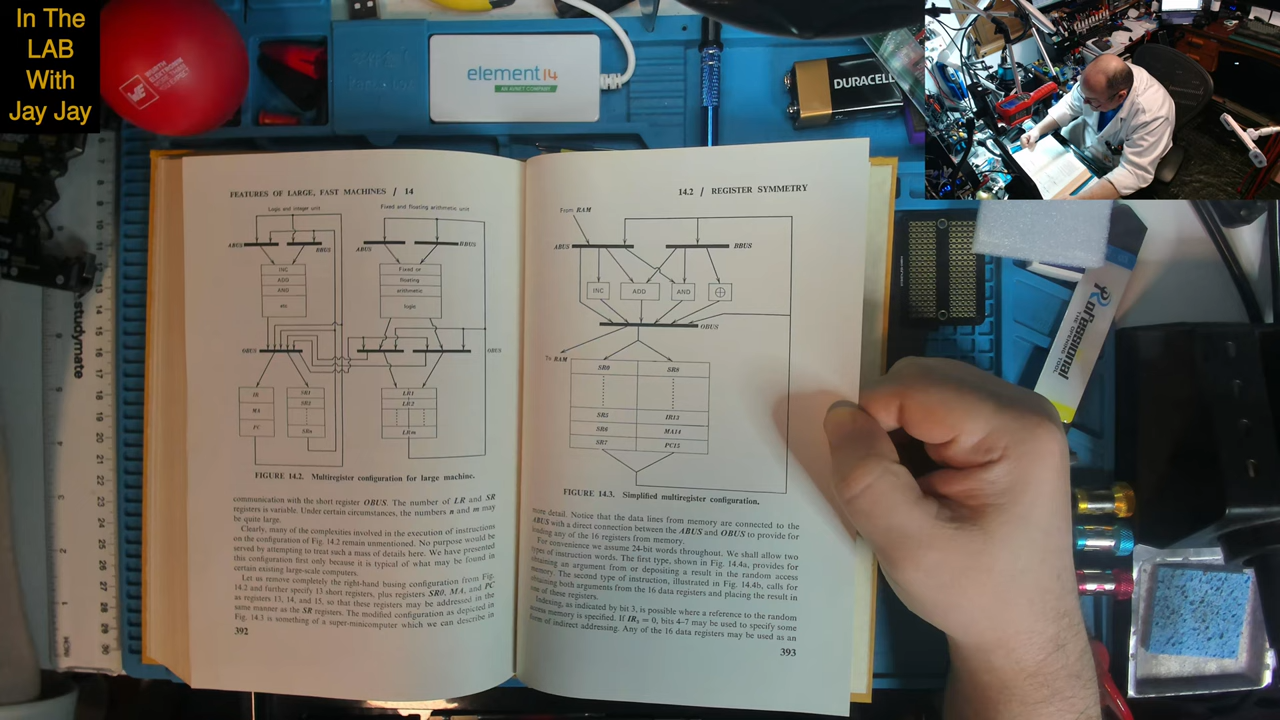 In The
LAB
With
Jay Jay
WÜRTH ELEKTRONIK
element14
AN AVNET COMPANY
DURACELL
studymate
Professional
THE OPENING TOOL
FEATURES OF LARGE, FAST MACHINES / 14
Logic and integer unit
Fixed and floating arithmetic unit
ABUS
BBUS
ABUS
BBUS
INC
ADD
AND
etc
Fixed or
floating
arithmetic
logic
OBUS
OBUS
IR
MA
PC
SR1
SR2
SRn
LR1
LR2
LRm
FIGURE 14.2. Multiregister configuration for large machine.
communication with the short register OBUS. The number of LR and SR
registers is variable. Under certain circumstances, the numbers n and m may
be quite large.
Clearly, many of the complexities involved in the execution of instructions
on the configuration of Fig. 14.2 remain unmentioned. No purpose would be
served by attempting to treat such a mass of details here. We have presented
this configuration first only because it is typical of what may be found in
certain existing large-scale computers.
Let us remove completely the right-hand busing configuration from Fig.
14.2 and further specify 13 short registers, plus registers SR0, MA, and PC
as registers 13, 14, and 15, so that these registers may be addressed in the
same manner as the SR registers. The modified configuration as depicted in
Fig. 14.3 is something of a super-minicomputer which we can describe in
392
14.2 / REGISTER SYMMETRY
From RAM
ABUS
BBUS
INC
ADD
AND
⊕
OBUS
To RAM
SR0
SR8
SR5
IR13
SR6
MA14
SR7
PC15
FIGURE 14.3. Simplified multiregister configuration.
more detail. Notice that the data lines from memory are connected to the
ABUS with a direct connection between the ABUS and OBUS to provide for
loading any of the 16 registers from memory.
For convenience we assume 24-bit words throughout. We shall allow two
types of instruction words. The first type, shown in Fig. 14.4a, provides for
obtaining an argument from or depositing a result in the random access
memory. The second type of instruction, illustrated in Fig. 14.4b, calls for
obtaining both arguments from the 16 data registers and placing the result in
one of these registers.
Indexing, as indicated by bit 3, is possible where a reference to the random
access memory is specified. If IR₃ = 0, bits 4-7 may be used to specify some
form of indirect addressing. Any of the 16 data registers may be used as an
393